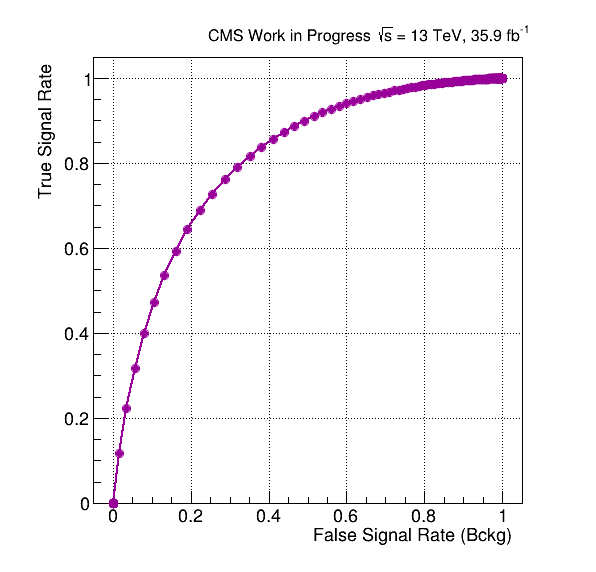 CMS Work in Progress √s = 13 TeV, 35.9 fb⁻¹
True Signal Rate
1
0.8
0.6
0.4
0.2
0
0 0.2 0.4 0.6 0.8 1
False Signal Rate (Bckg)